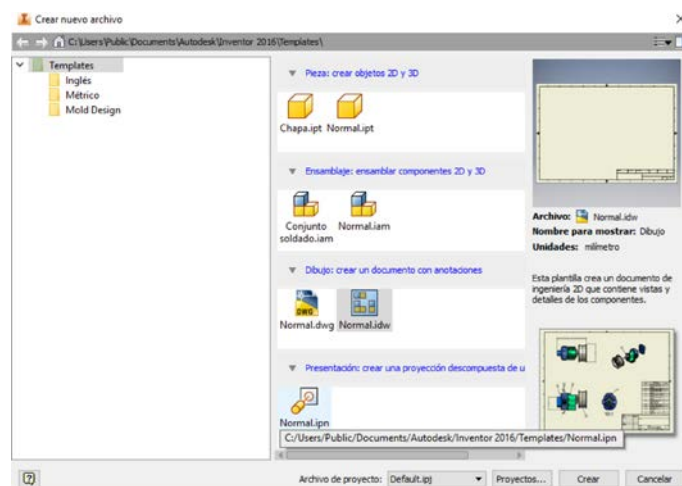 Crear nuevo archivo
C:\Users\Public\Documents\Autodesk\Inventor 2016\Templates\
Templates
Inglés
Métrico
Mold Design
Pieza: crear objetos 2D y 3D
Chapa.ipt Normal.ipt
Ensamblaje: ensamblar componentes 2D y 3D
Conjunto soldado.iam
Normal.iam
Dibujo: crear un documento con anotaciones
DWG
Normal.dwg Normal.idw
Presentación: crear una proyección descompuesta de u
Normal.ipn
C:/Users/Public/Documents/Autodesk/Inventor 2016/Templates/Normal.ipn
Archivo: Normal.idw
Nombre para mostrar: Dibujo
Unidades: milímetro
Esta plantilla crea un documento de
ingeniería 2D que contiene vistas y
detalles de los componentes.
Archivo de proyecto: Default.ipj Proyectos... Crear Cancelar